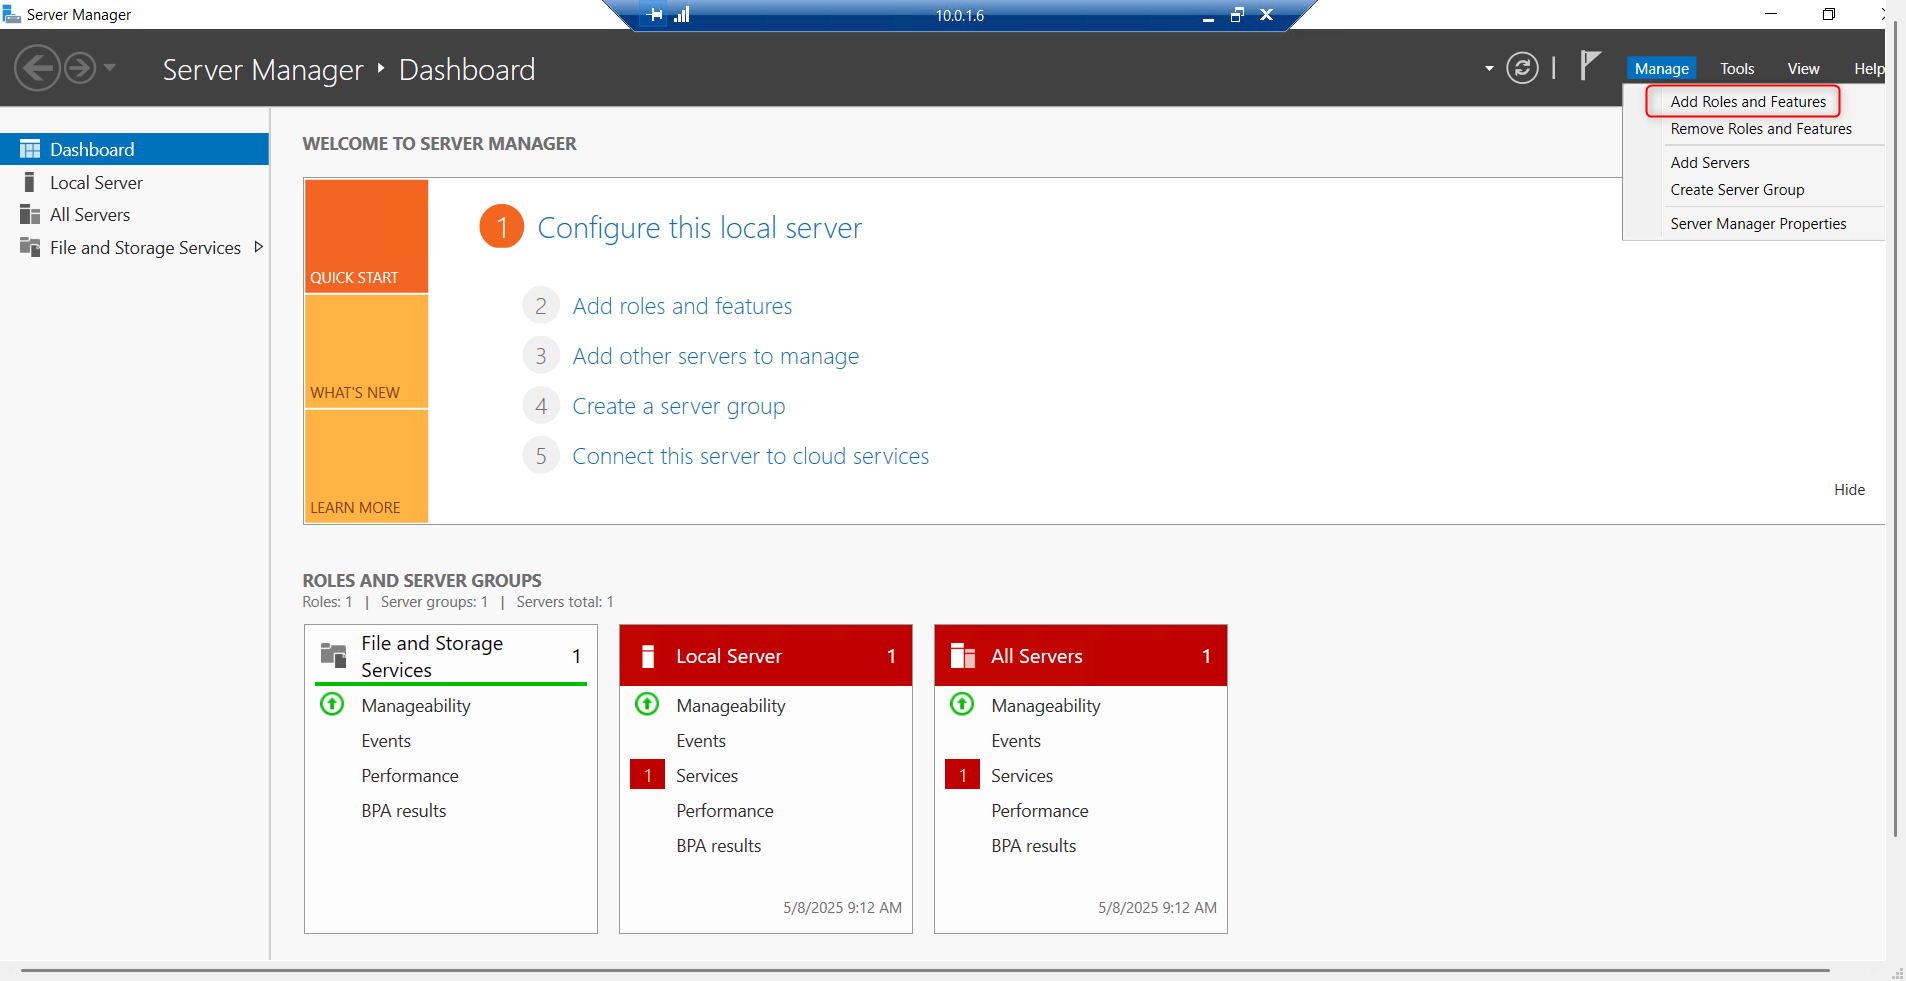 Server Manager
10.0.1.6
Server Manager ‣ Dashboard
Manage Tools View Help
Add Roles and Features
Remove Roles and Features
Add Servers
Create Server Group
Server Manager Properties
Dashboard
Local Server
All Servers
File and Storage Services
WELCOME TO SERVER MANAGER
QUICK START
WHAT'S NEW
LEARN MORE
1 Configure this local server
2 Add roles and features
3 Add other servers to manage
4 Create a server group
5 Connect this server to cloud services
Hide
ROLES AND SERVER GROUPS
Roles: 1 | Server groups: 1 | Servers total: 1
File and Storage
Services 1
Manageability
Events
Performance
BPA results
Local Server 1
Manageability
Events
1 Services
Performance
BPA results
5/8/2025 9:12 AM
All Servers 1
Manageability
Events
1 Services
Performance
BPA results
5/8/2025 9:12 AM